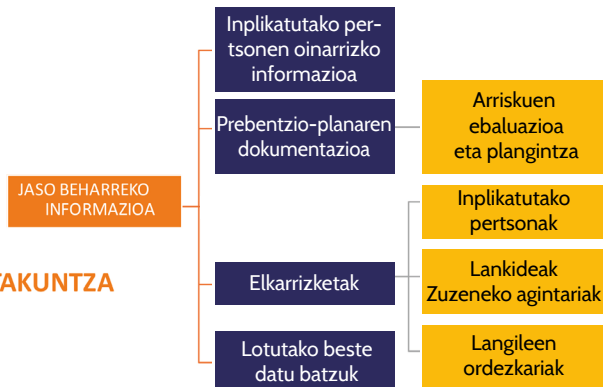 Inplikatutako per-
tsonen oinarrizko
informazioa
Prebentzio-planaren
dokumentazioa
Arriskuen
ebaluazioa
eta plangintza
JASO BEHARREKO
INFORMAZIOA
Inplikatutako
pertsonak
TAKUNTZA
Elkarrizketak
Lankideak
Zuzeneko agintariak
Lotutako beste
datu batzuk
Langileen
ordezkariak